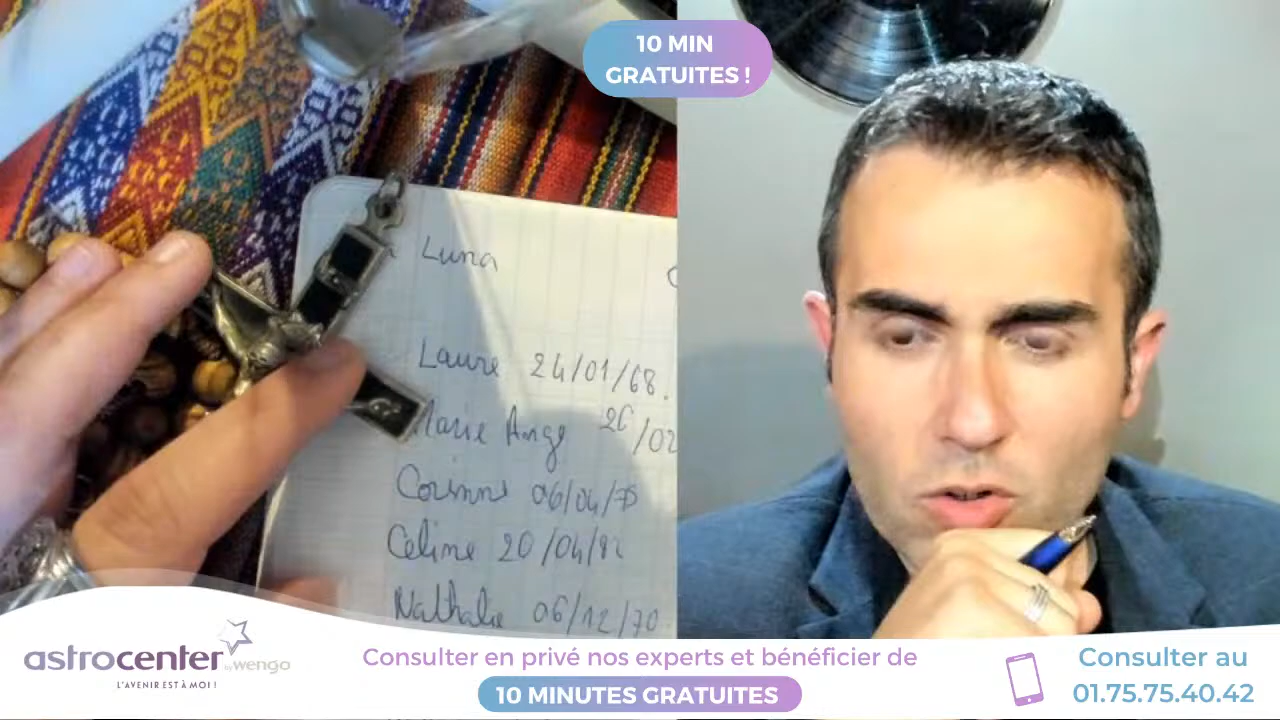 10 MIN
GRATUITES !
Luna
Laure 24/01/68.
Marie Ange 26/02
Corinne 06/04/75
Celine 20/04/82
Nathalie 06/12/70.
astrocenter by wengo
L'AVENIR EST À MOI !
Consulter en privé nos experts et bénéficier de
10 MINUTES GRATUITES
Consulter au
01.75.75.40.42